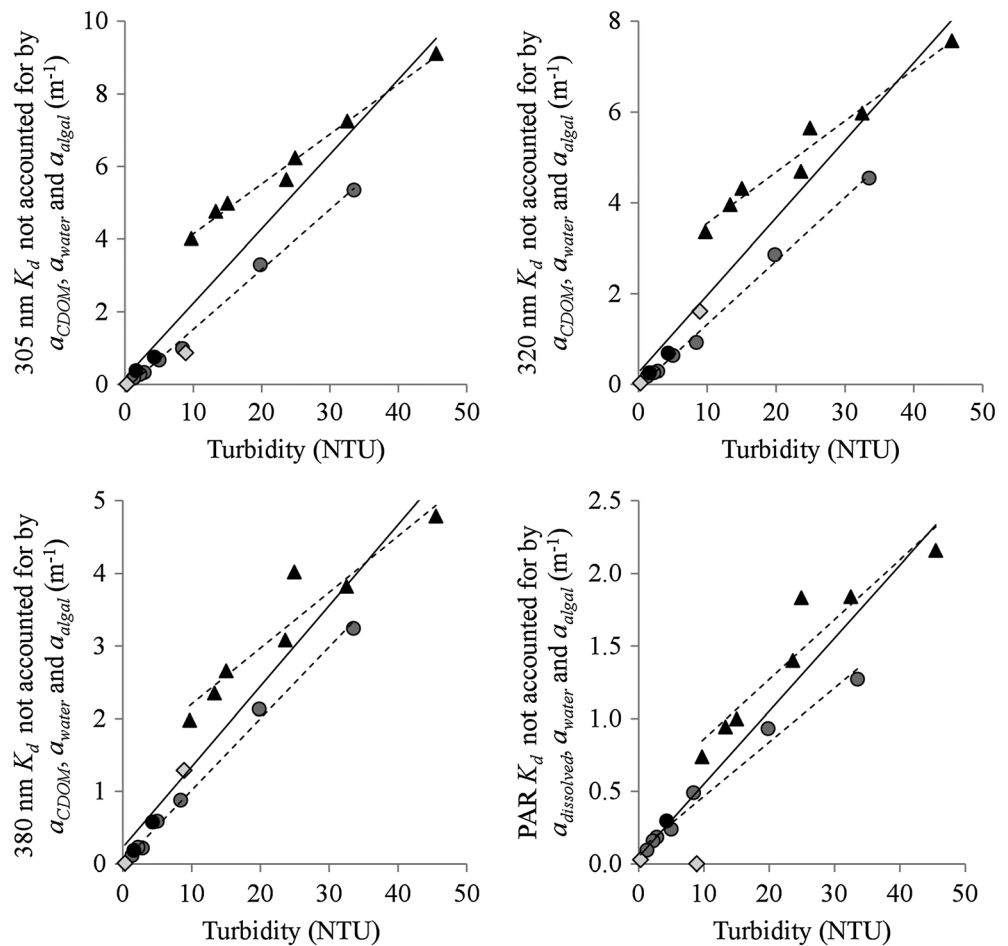 305 nm Kd not accounted for by
aCDOM, awater and aalgal (m-1)
10
8
6
4
2
0
0 10 20 30 40 50
Turbidity (NTU)
320 nm Kd not accounted for by
aCDOM, awater and aalgal (m-1)
8
6
4
2
0
0 10 20 30 40 50
Turbidity (NTU)
380 nm Kd not accounted for by
aCDOM, awater and aalgal (m-1)
5
4
3
2
1
0
0 10 20 30 40 50
Turbidity (NTU)
PAR Kd not accounted for by
adissolved, awater and aalgal (m-1)
2.5
2.0
1.5
1.0
0.5
0.0
0 10 20 30 40 50
Turbidity (NTU)